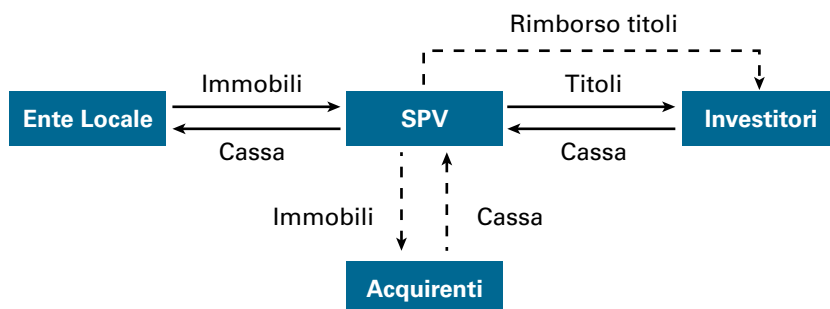 Rimborso titoli
Immobili
Titoli
Ente Locale
SPV
Investitori
Cassa
Cassa
Immobili
Cassa
Acquirenti